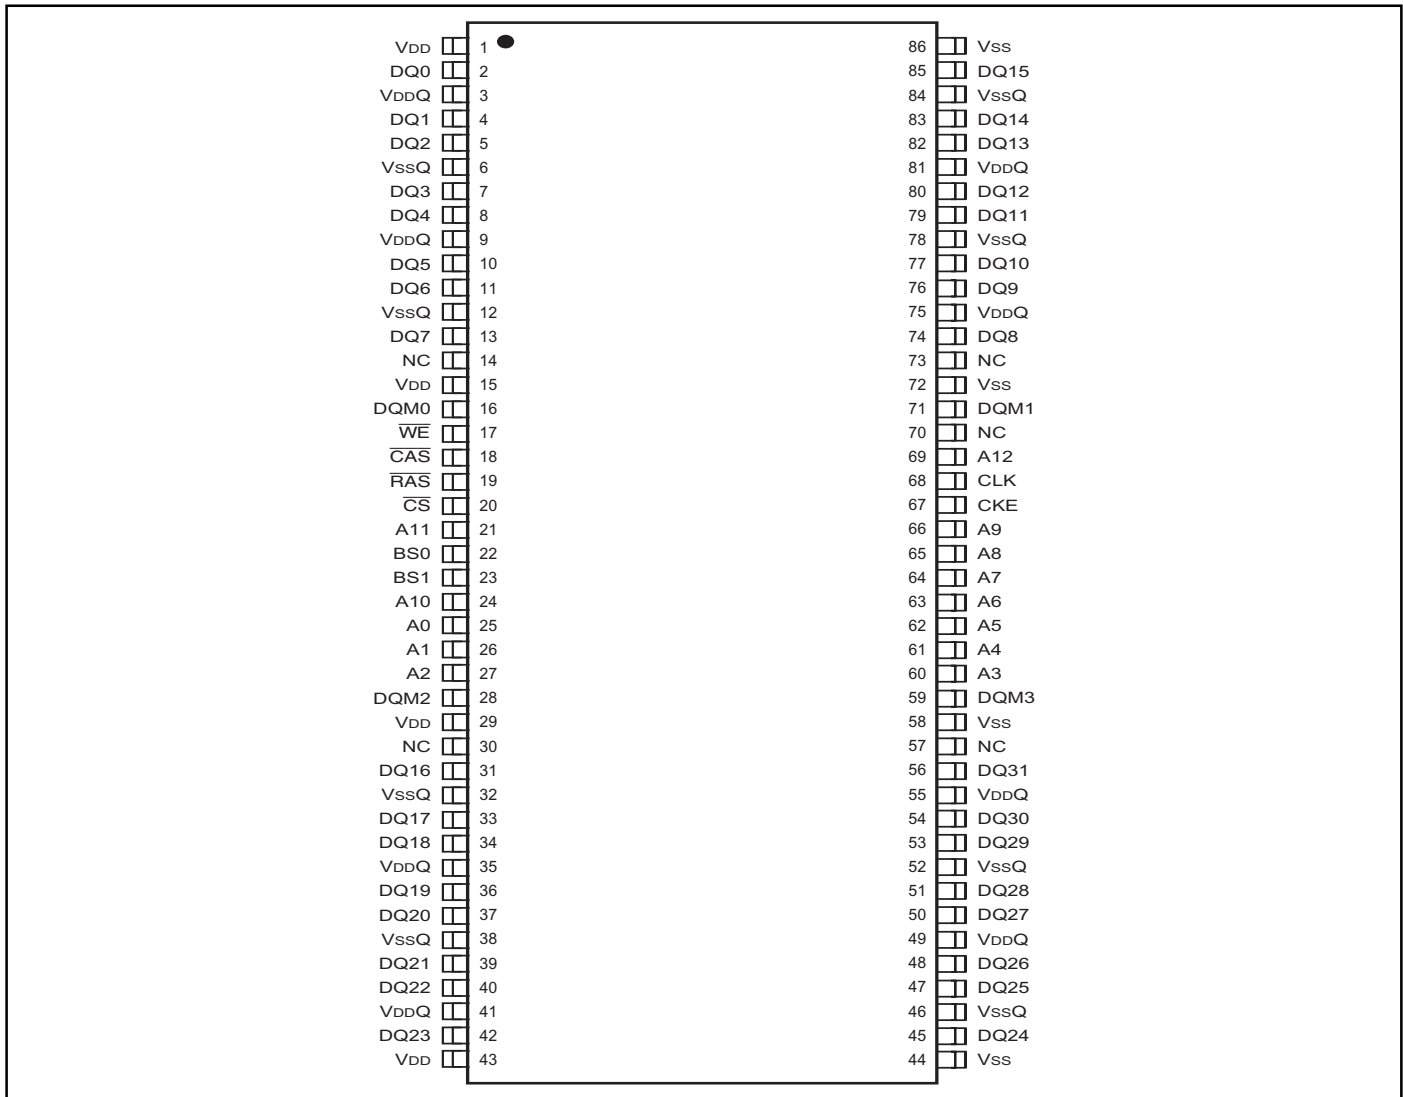 VDD 1 86 VSS
DQ0 2 85 DQ15
VDDQ 3 84 VSSQ
DQ1 4 83 DQ14
DQ2 5 82 DQ13
VSSQ 6 81 VDDQ
DQ3 7 80 DQ12
DQ4 8 79 DQ11
VDDQ 9 78 VSSQ
DQ5 10 77 DQ10
DQ6 11 76 DQ9
VSSQ 12 75 VDDQ
DQ7 13 74 DQ8
NC 14 73 NC
VDD 15 72 VSS
DQM0 16 71 DQM1
W̅E̅ 17 70 NC
C̅A̅S̅ 18 69 A12
R̅A̅S̅ 19 68 CLK
C̅S̅ 20 67 CKE
A11 21 66 A9
BS0 22 65 A8
BS1 23 64 A7
A10 24 63 A6
A0 25 62 A5
A1 26 61 A4
A2 27 60 A3
DQM2 28 59 DQM3
VDD 29 58 VSS
NC 30 57 NC
DQ16 31 56 DQ31
VSSQ 32 55 VDDQ
DQ17 33 54 DQ30
DQ18 34 53 DQ29
VDDQ 35 52 VSSQ
DQ19 36 51 DQ28
DQ20 37 50 DQ27
VSSQ 38 49 VDDQ
DQ21 39 48 DQ26
DQ22 40 47 DQ25
VDDQ 41 46 VSSQ
DQ23 42 45 DQ24
VDD 43 44 VSS